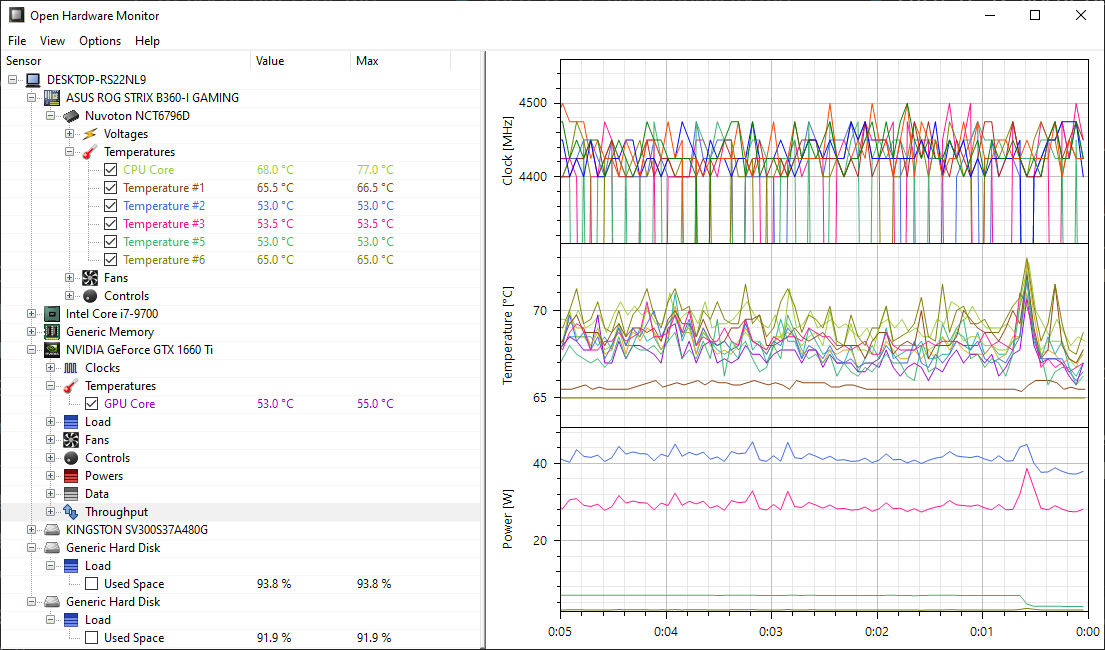 Open Hardware Monitor
File View Options Help
Sensor Value Max
DESKTOP-RS22NL9
ASUS ROG STRIX B360-I GAMING
Nuvoton NCT6796D
Voltages
Temperatures
CPU Core 68.0 °C 77.0 °C
Temperature #1 65.5 °C 66.5 °C
Temperature #2 53.0 °C 53.0 °C
Temperature #3 53.5 °C 53.5 °C
Temperature #5 53.0 °C 53.0 °C
Temperature #6 65.0 °C 65.0 °C
Fans
Controls
Intel Core i7-9700
Generic Memory
NVIDIA GeForce GTX 1660 Ti
Clocks
Temperatures
GPU Core 53.0 °C 55.0 °C
Load
Fans
Controls
Powers
Data
Throughput
KINGSTON SV300S37A480G
Generic Hard Disk
Load
Used Space 93.8 % 93.8 %
Generic Hard Disk
Load
Used Space 91.9 % 91.9 %
Clock [MHz]
4500
4400
Temperature [°C]
70
65
Power [W]
40
20
0:05 0:04 0:03 0:02 0:01 0:00